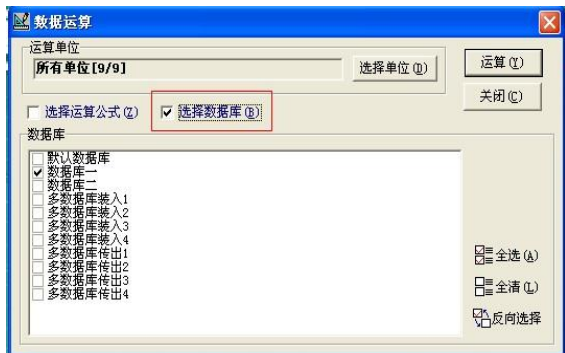 数据运算
运算单位
所有单位[9/9]
选择单位(D)
运算(Y)
关闭(C)
选择运算公式(Z)
选择数据库(B)
数据库
默认数据库
数据库一
数据库二
多数据库装入1
多数据库装入2
多数据库装入3
多数据库装入4
多数据库传出1
多数据库传出2
多数据库传出3
多数据库传出4
全选(A)
全清(L)
反向选择